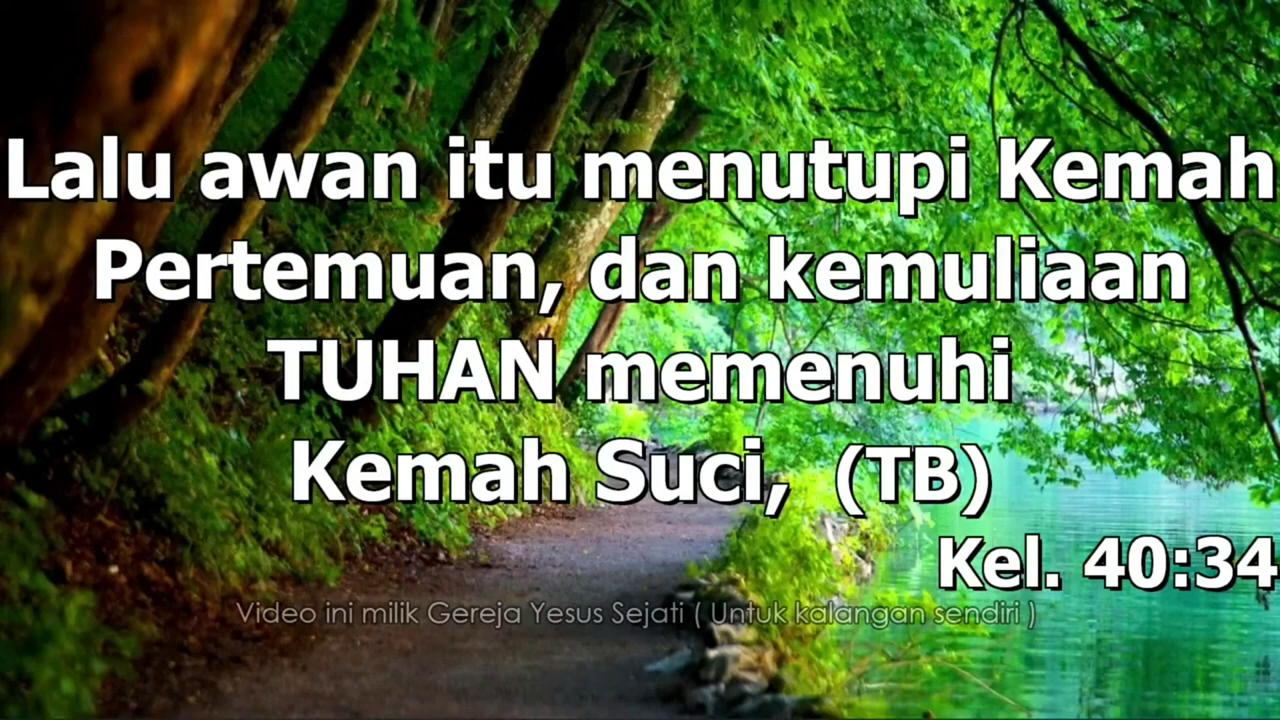 Lalu awan itu menutupi Kemah
Pertemuan, dan kemuliaan
TUHAN memenuhi
Kemah Suci, (TB)
Kel. 40:34
Video ini milik Gereja Yesus Sejati ( Untuk kalangan sendiri )